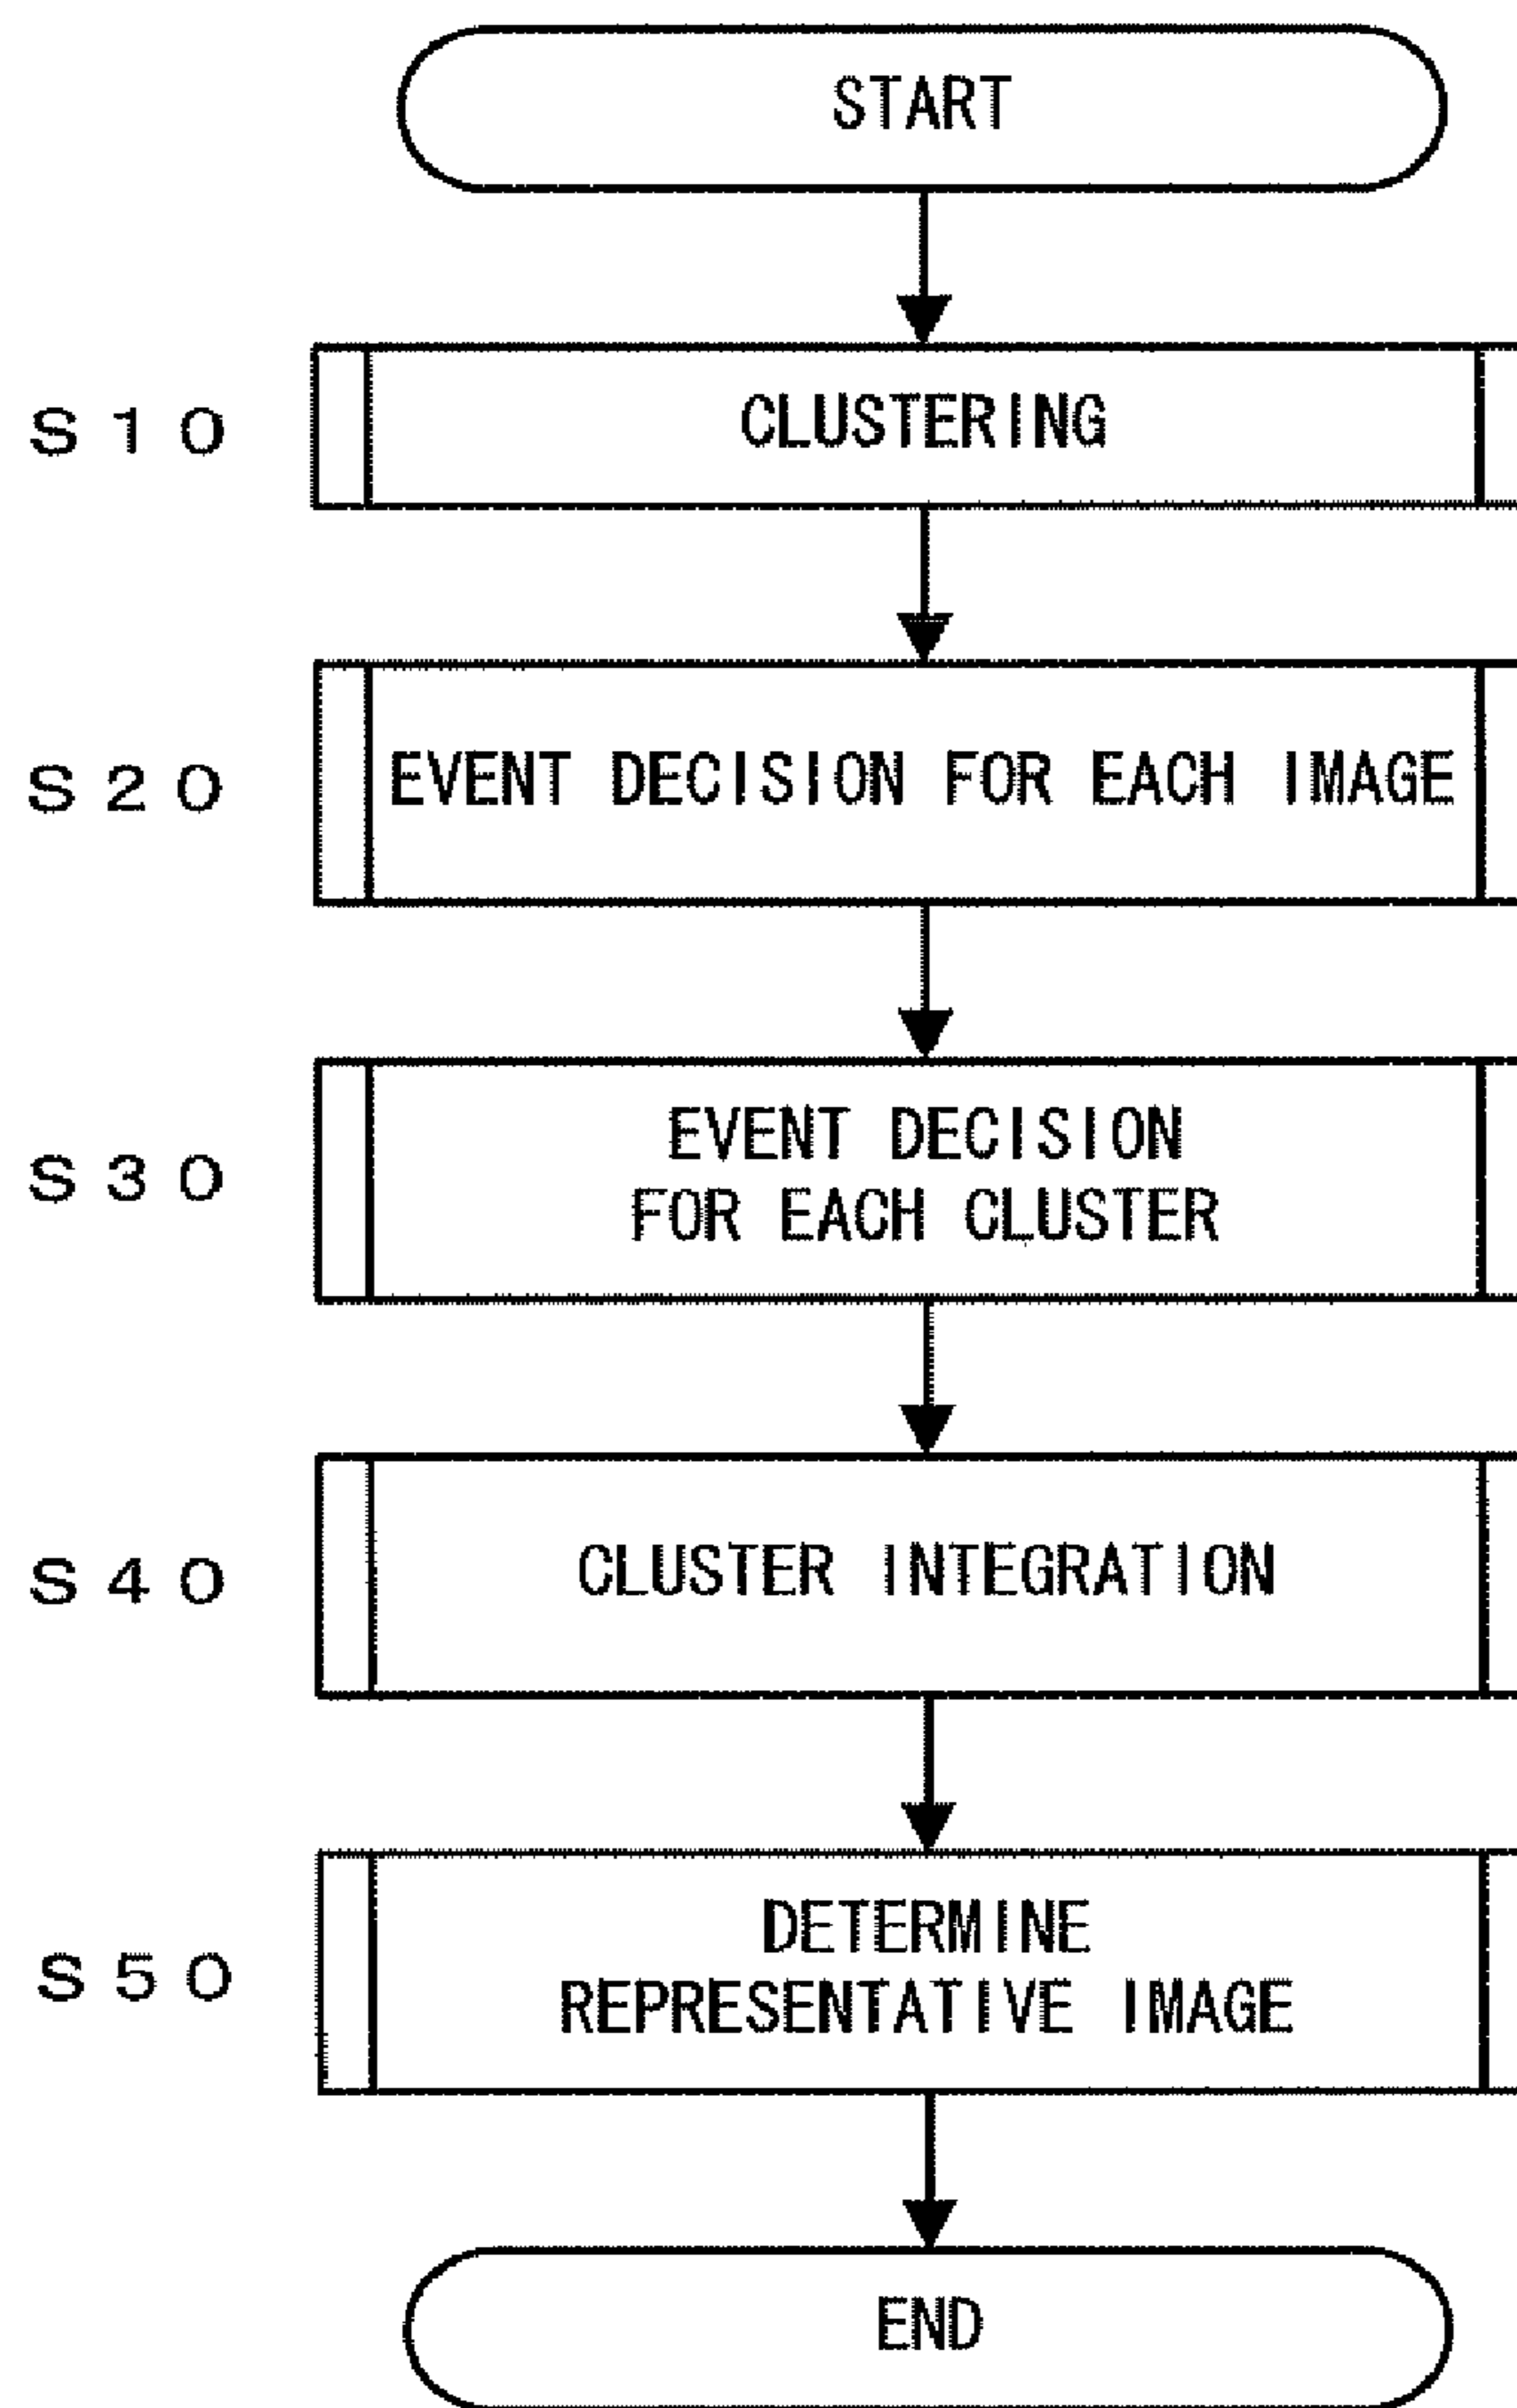 START
S10 CLUSTERING
S20 EVENT DECISION FOR EACH IMAGE
S30 EVENT DECISION
FOR EACH CLUSTER
S40 CLUSTER INTEGRATION
S50 DETERMINE
REPRESENTATIVE IMAGE
END